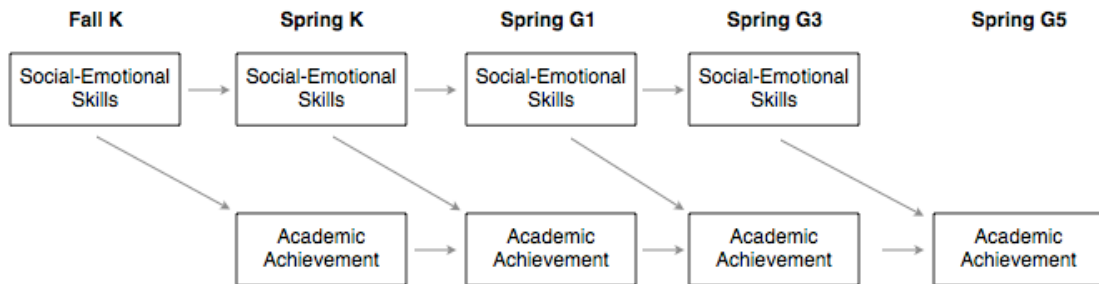 Fall K
Spring K
Spring G1
Spring G3
Spring G5
Social-Emotional
Skills
Social-Emotional
Skills
Social-Emotional
Skills
Social-Emotional
Skills
Academic
Achievement
Academic
Achievement
Academic
Achievement
Academic
Achievement